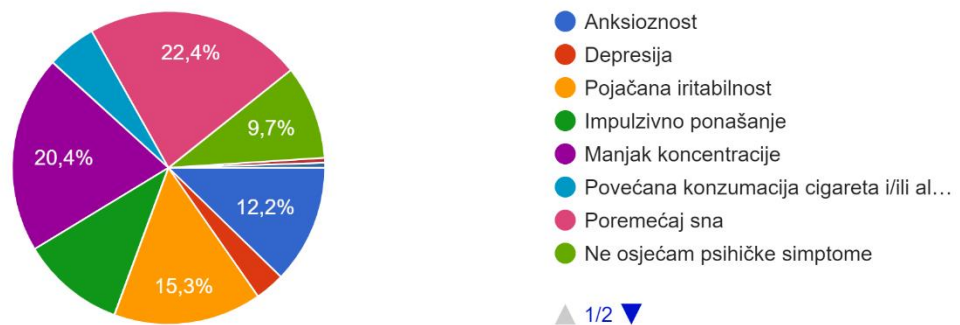 22,4%
9,7%
20,4%
12,2%
15,3%
Anksioznost
Depresija
Pojačana iritabilnost
Impulzivno ponašanje
Manjak koncentracije
Povećana konzumacija cigareta i/ili al…
Poremećaj sna
Ne osjećam psihičke simptome
1/2